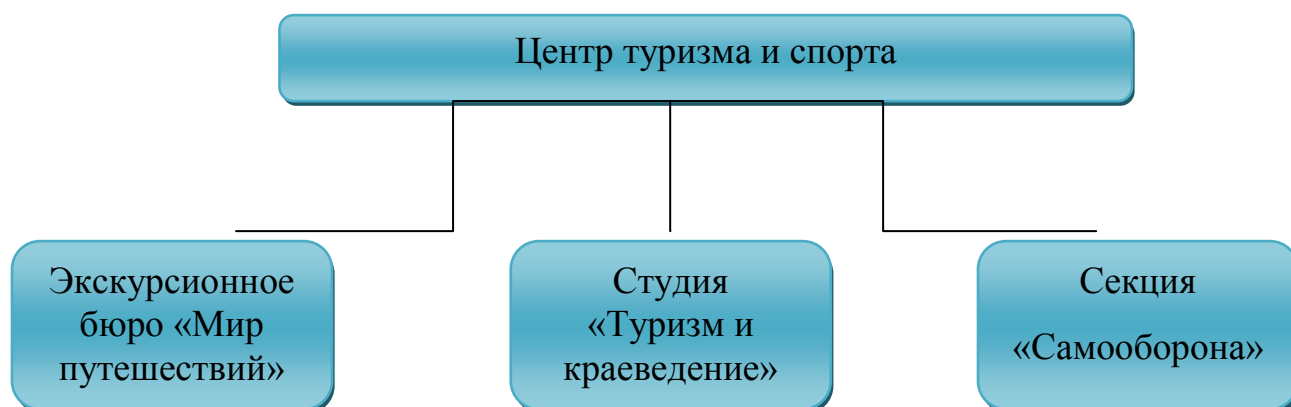 Центр туризма и спорта
Экскурсионное
бюро «Мир
путешествий»
Студия
«Туризм и
краеведение»
Секция
«Самооборона»